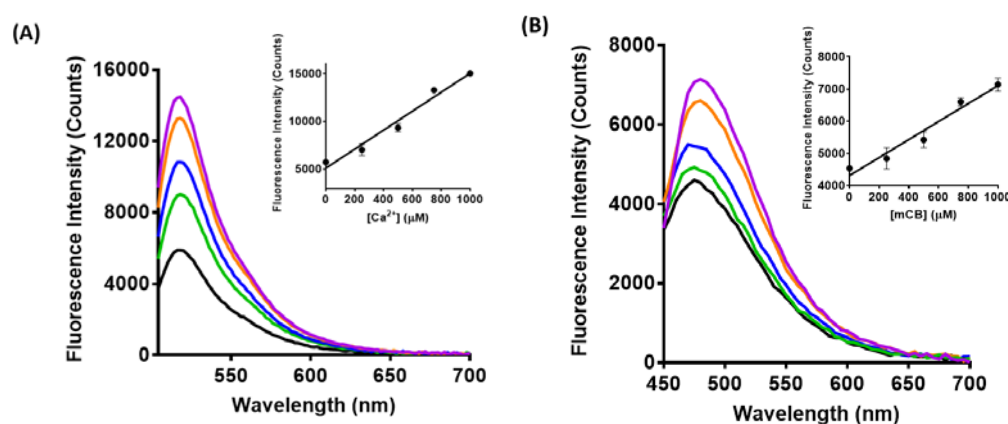 (A)
Fluorescence Intensity (Counts)
16000
12000
8000
4000
0
550
600
650
700
Wavelength (nm)
Fluorescence Intensity (Counts)
15000
10000
5000
0
0 200 400 600 800 1000
[Ca²⁺] (µM)
(B)
Fluorescence Intensity (Counts)
8000
6000
4000
2000
0
450 500 550 600 650 700
Wavelength (nm)
Fluorescence Intensity (Counts)
8000
7000
6000
5000
4000
0 200 400 600 800 1000
[mCB] (µM)